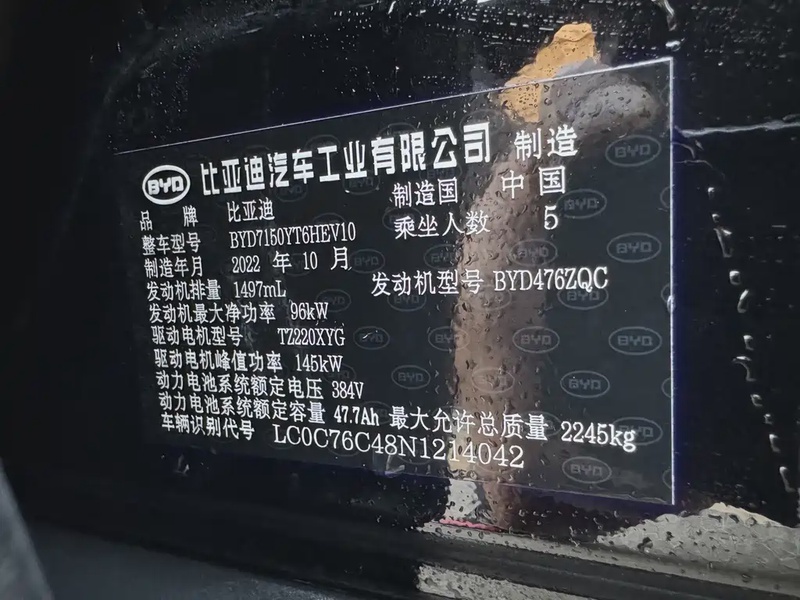 BYD 比亚迪汽车工业有限公司 制造
品 牌 比亚迪 制造国 中国
整车型号 BYD7150YT6HEV10 乘坐人数 5
制造年月 2022 年 10 月
发动机排量 1497mL 发动机型号 BYD476ZQC
发动机最大净功率 96kW
驱动电机型号 TZ220XYG
驱动电机峰值功率 145kW
动力电池系统额定电压 384V
动力电池系统额定容量 47.7Ah 最大允许总质量 2245kg
车辆识别代号 LC0C76C48N1214042